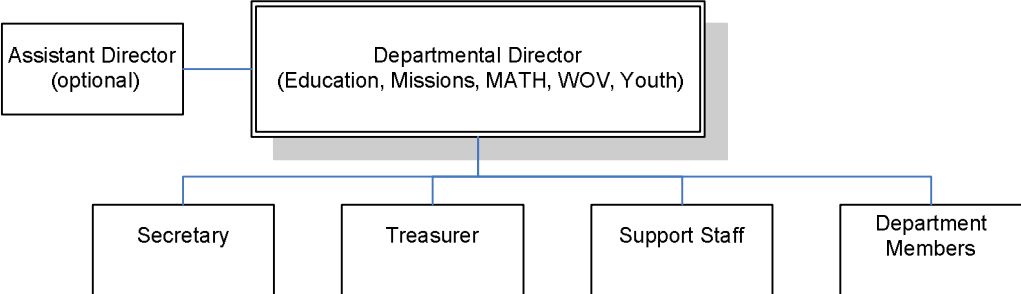 Assistant Director
(optional)
Departmental Director
(Education, Missions, MATH, WOV, Youth)
Secretary
Treasurer
Support Staff
Department
Members